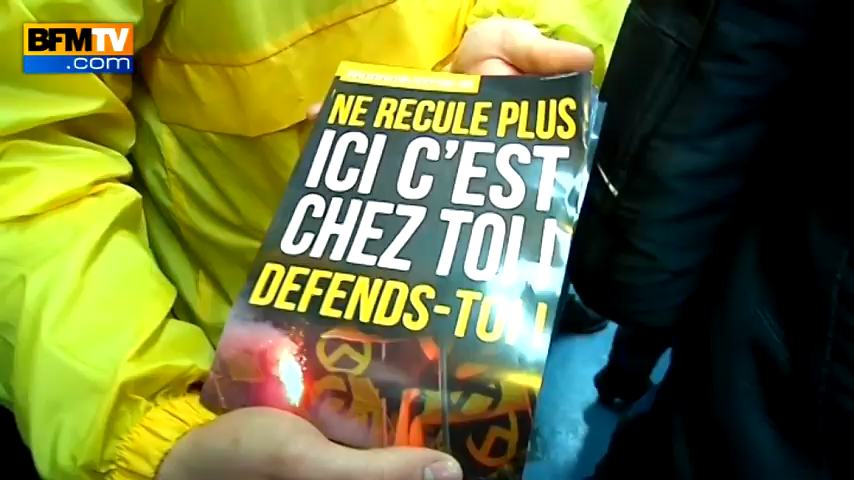 BFMTV
.com
NE RECULE PLUS
ICI C'EST
CHEZ TOI !
DEFENDS-TOI !